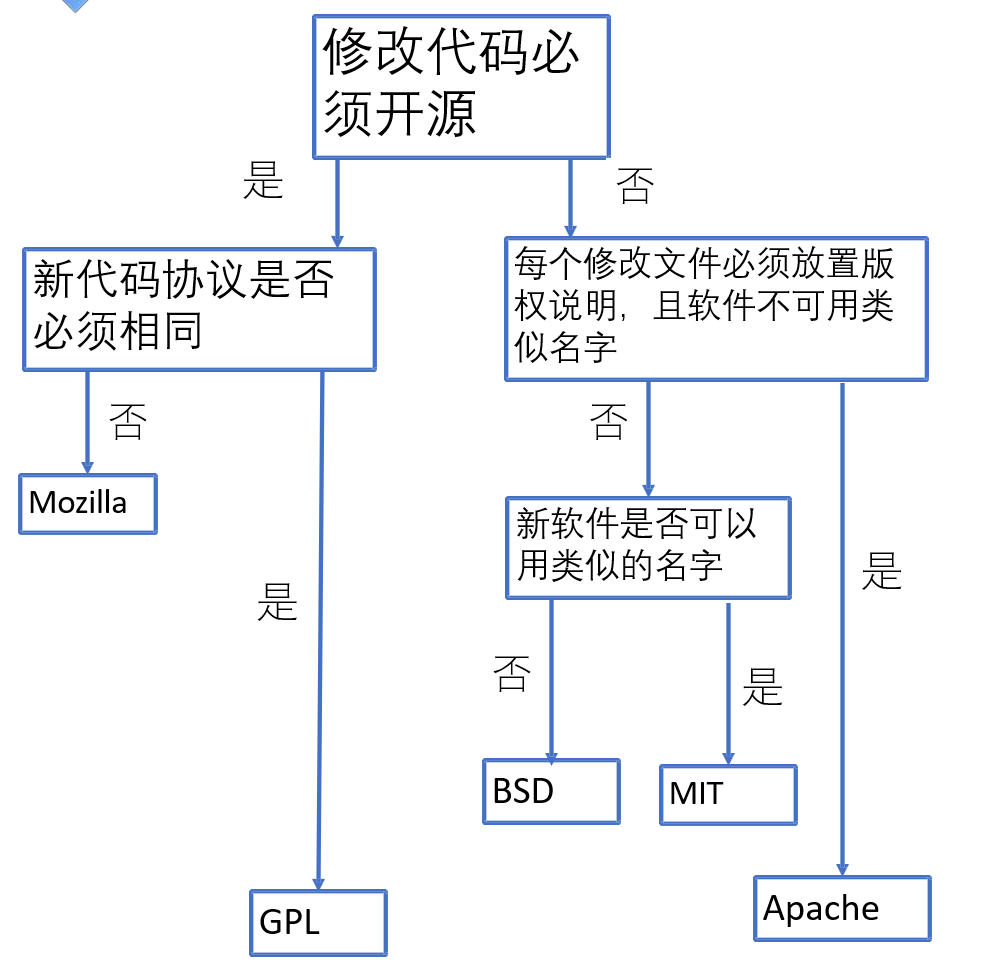 修改代码必
须开源
是
否
新代码协议是否
必须相同
每个修改文件必须放置版
权说明，且软件不可用类
似名字
否
否
是
Mozilla
新软件是否可以
用类似的名字
是
否
是
BSD
MIT
GPL
Apache